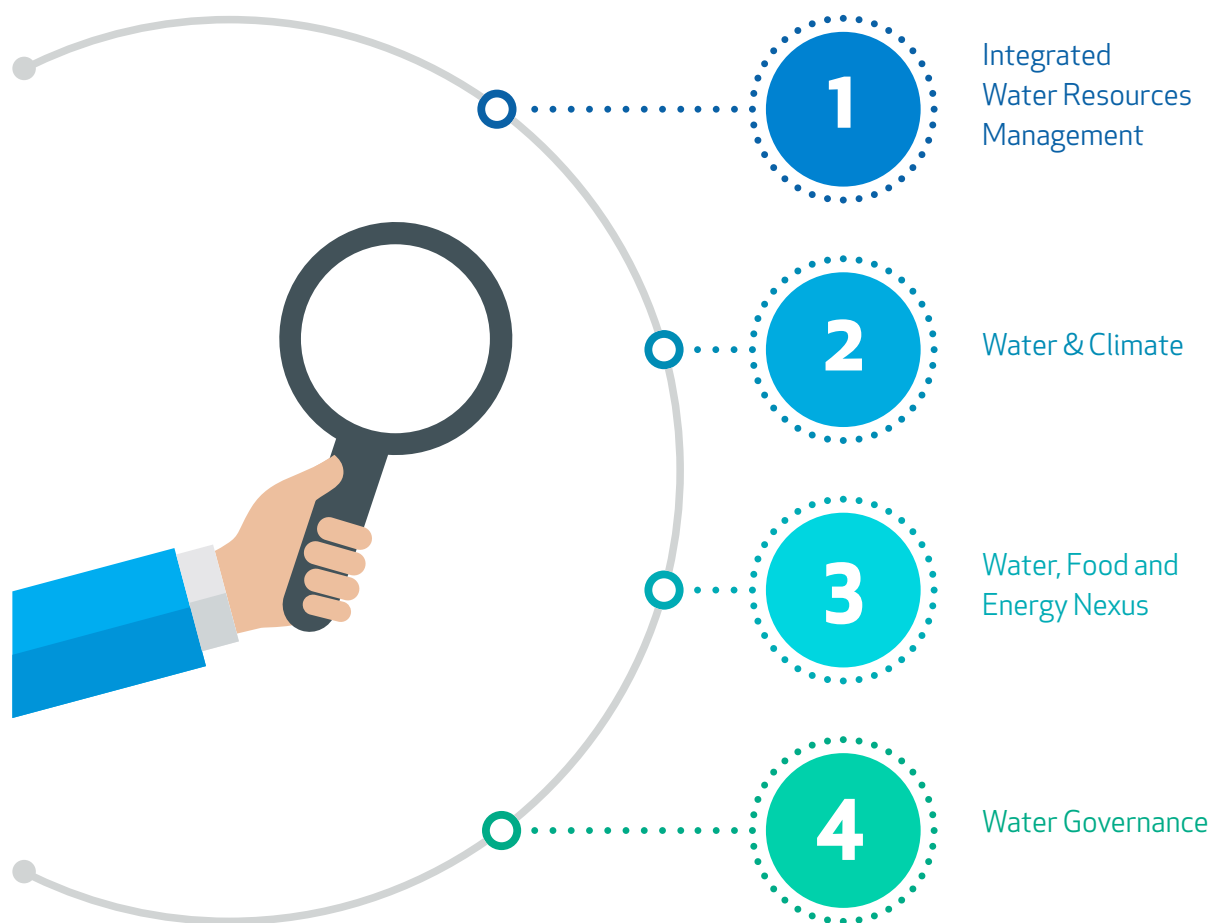 1
Integrated
Water Resources
Management
2
Water & Climate
3
Water, Food and
Energy Nexus
4
Water Governance